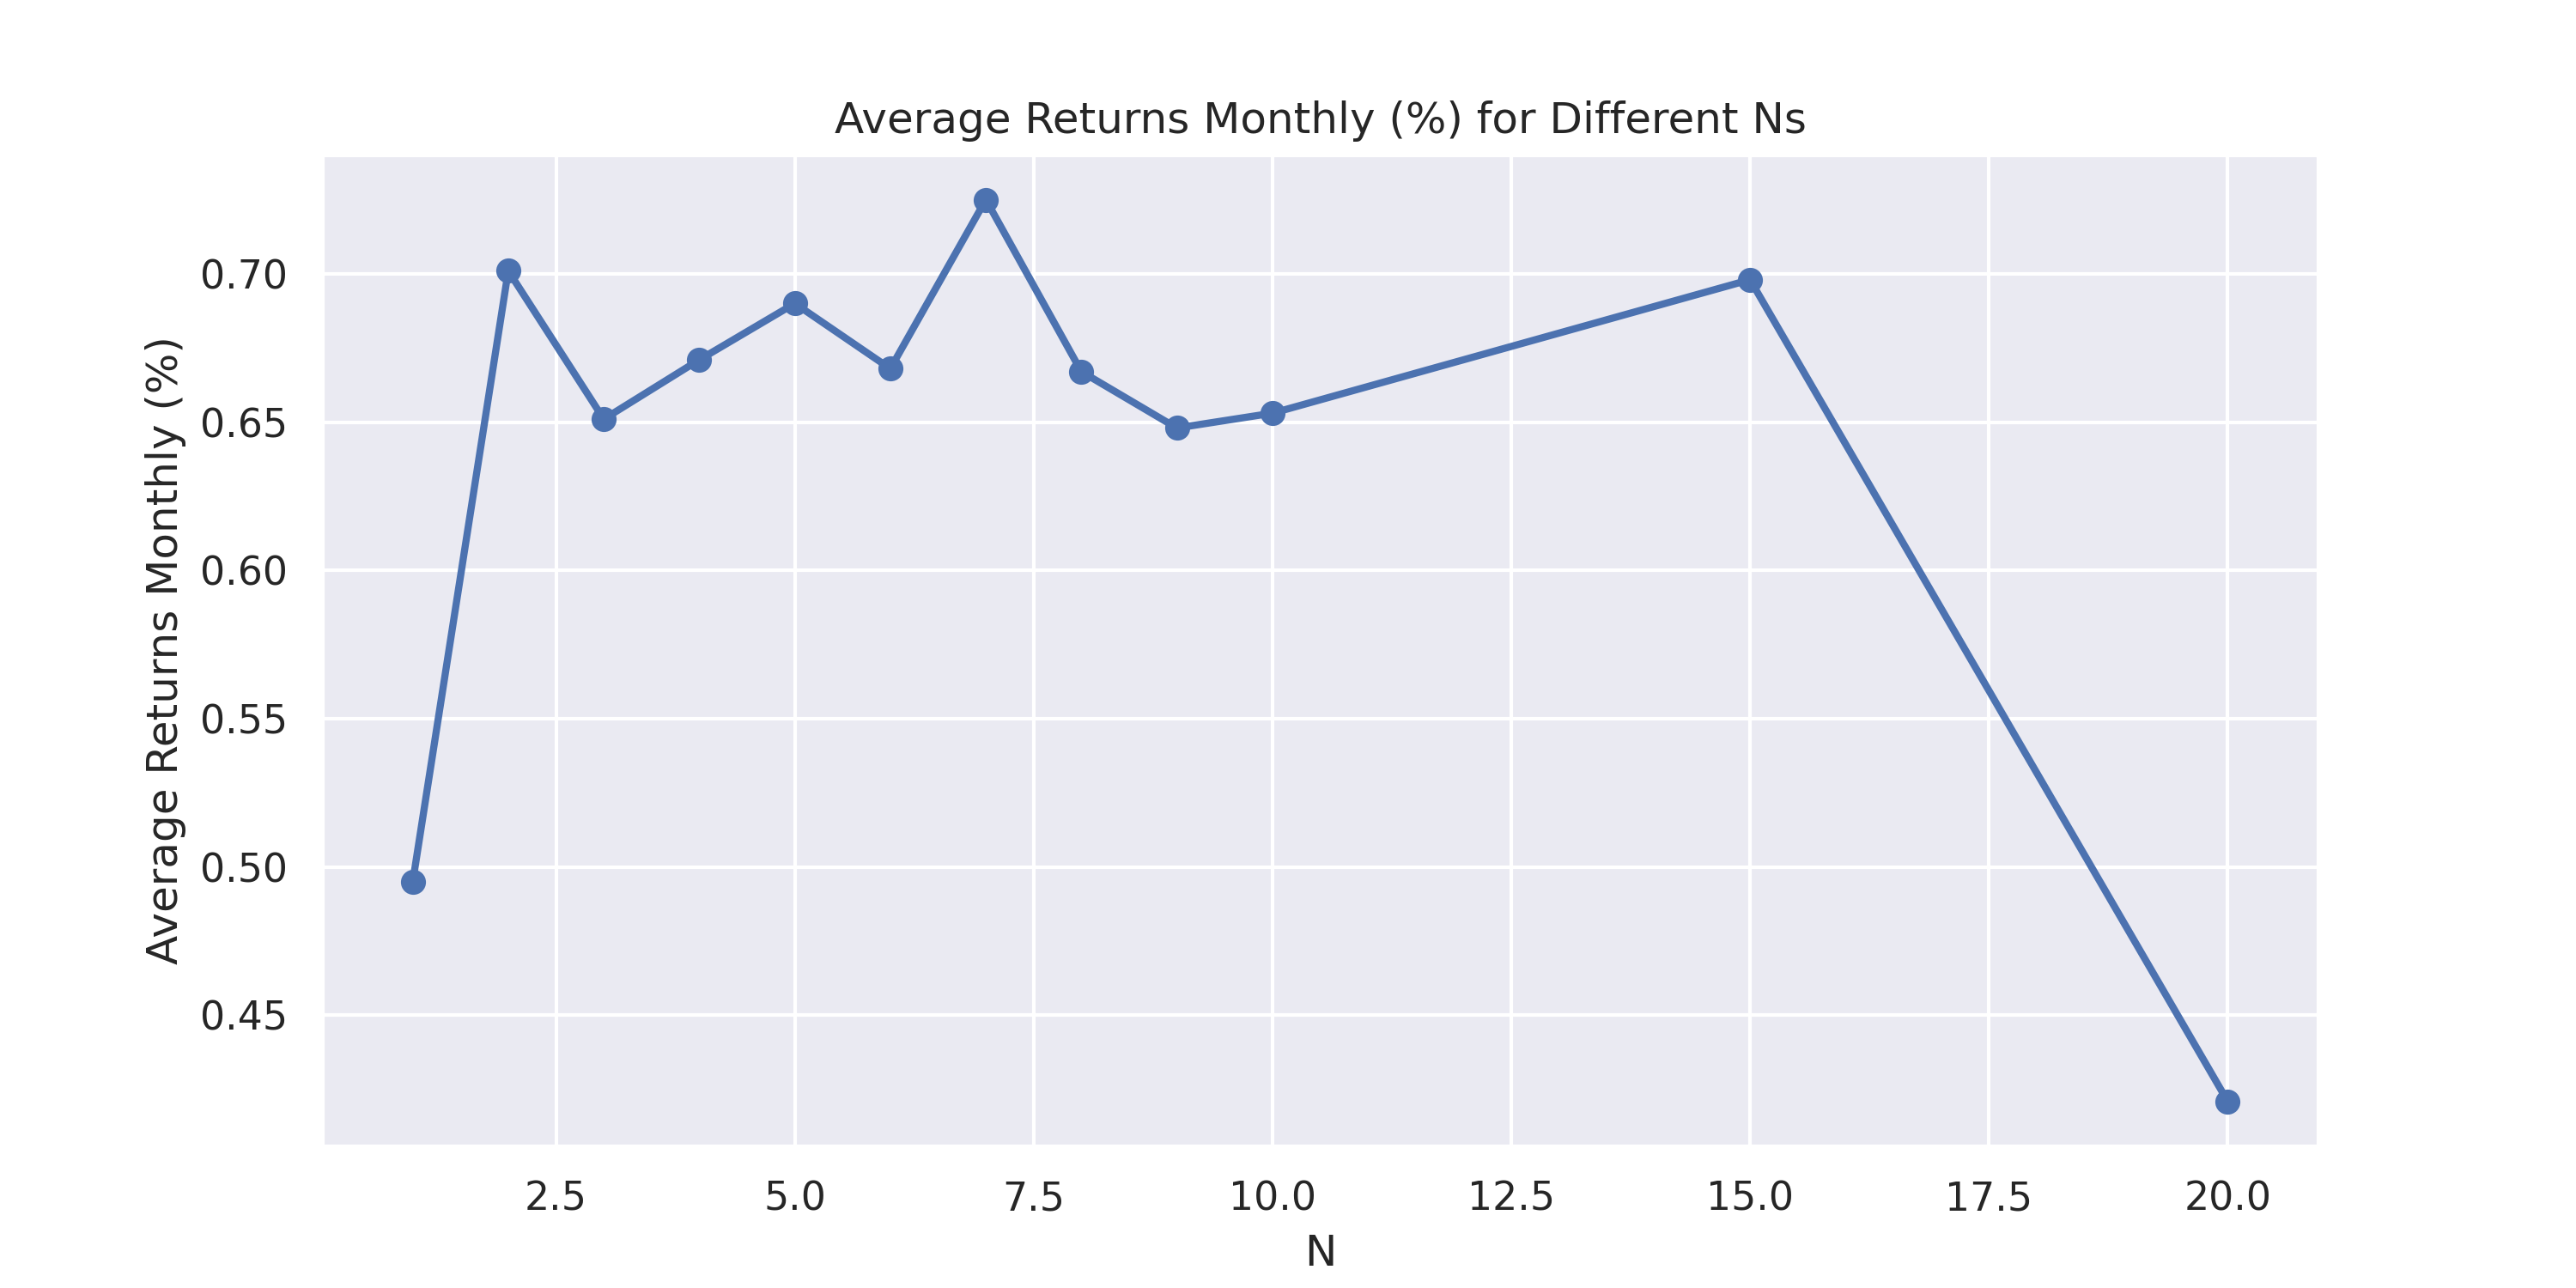 Average Returns Monthly (%) for Different Ns
Average Returns Monthly (%)
0.70
0.65
0.60
0.55
0.50
0.45
2.5 5.0 7.5 10.0 12.5 15.0 17.5 20.0
N